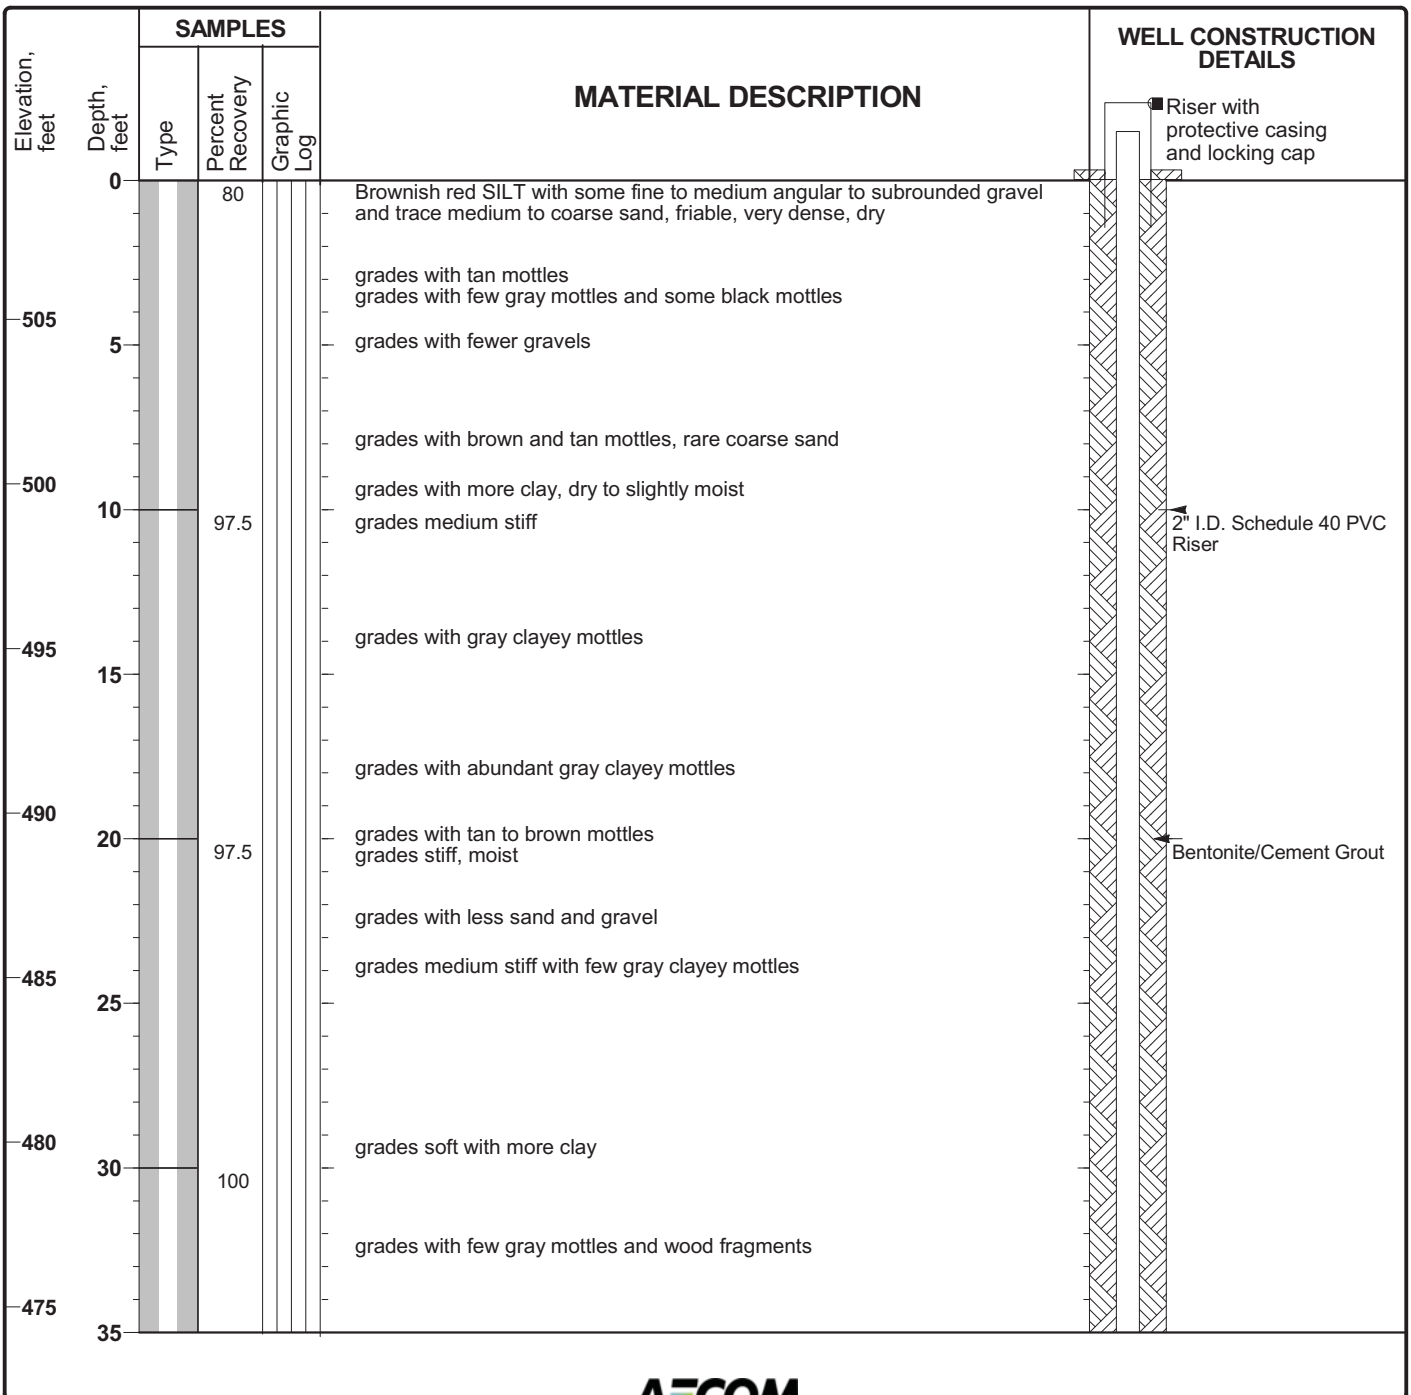 SAMPLES
WELL CONSTRUCTION
DETAILS
Elevation,
feet
Depth,
feet
Type
Percent
Recovery
Graphic
Log
MATERIAL DESCRIPTION
Riser with
protective casing
and locking cap
0
80
Brownish red SILT with some fine to medium angular to subrounded gravel
and trace medium to coarse sand, friable, very dense, dry
grades with tan mottles
grades with few gray mottles and some black mottles
505
5
grades with fewer gravels
grades with brown and tan mottles, rare coarse sand
500
grades with more clay, dry to slightly moist
10
97.5
grades medium stiff
2" I.D. Schedule 40 PVC
Riser
grades with gray clayey mottles
495
15
grades with abundant gray clayey mottles
490
grades with tan to brown mottles
20
97.5
grades stiff, moist
Bentonite/Cement Grout
grades with less sand and gravel
grades medium stiff with few gray clayey mottles
485
25
480
grades soft with more clay
30
100
grades with few gray mottles and wood fragments
475
35
AECOM